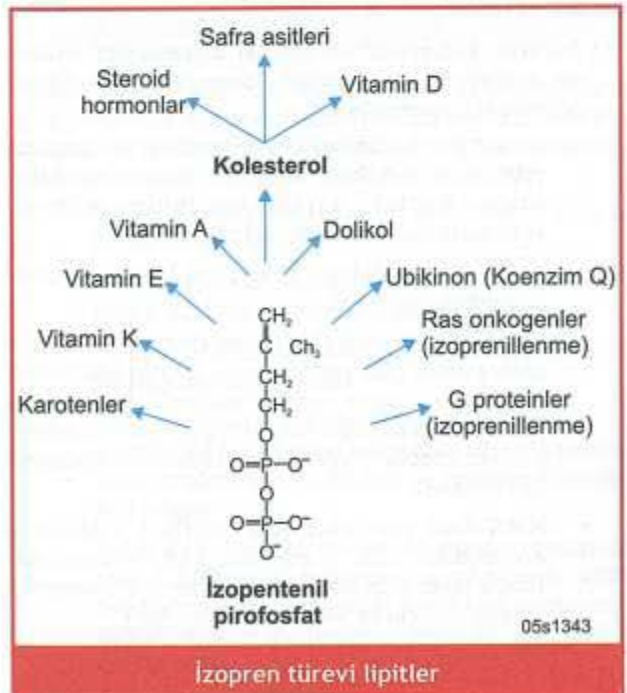 Safra asitleri
Steroid
hormonlar
Vitamin D
Kolesterol
Vitamin A
Dolikol
Vitamin E
Ubikinon (Koenzim Q)
Vitamin K
Ras onkogenler
(izoprenillenme)
Karotenler
G proteinler
(izoprenillenme)
CH₂
C Ch₃
CH₂
CH₂
O
O=P–O⁻
O
O=P–O⁻
O⁻
İzopentenil
pirofosfat
05s1343
İzopren türevi lipitler